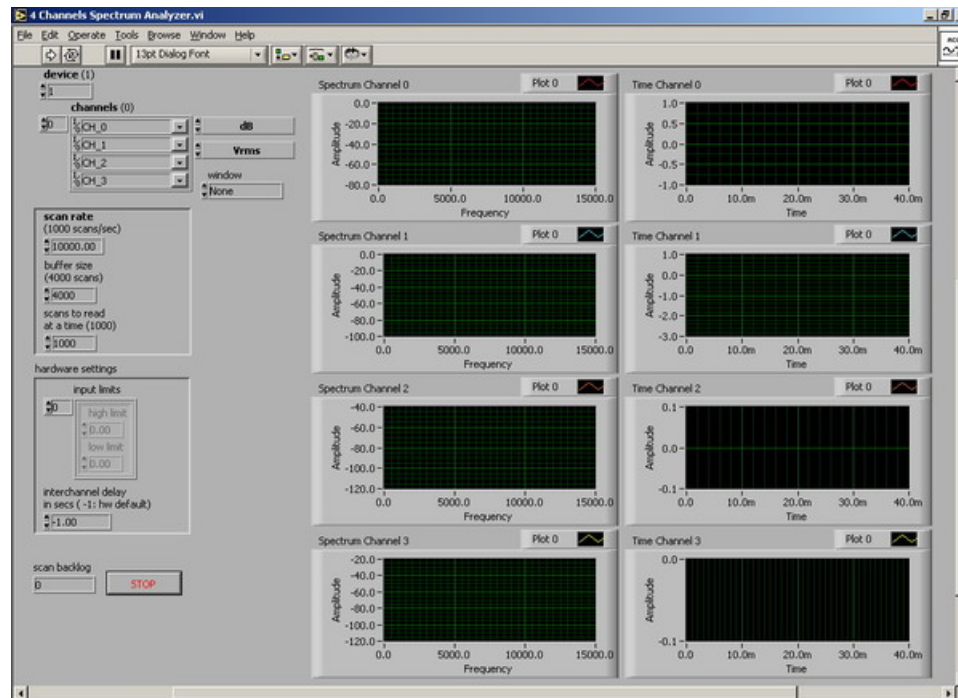 4 Channels Spectrum Analyzer.vi
File Edit Operate Tools Browse Window Help
13pt Dialog Font
device (1)
1
channels (0)
0
CH_0
CH_1
CH_2
CH_3
dB
Vrms
window
None
scan rate
(1000 scans/sec)
10000.00
buffer size
(4000 scans)
4000
scans to read
at a time (1000)
1000
hardware settings
input limits
0
high limit
0.00
low limit
0.00
interchannel delay
in secs ( -1: hw default)
-1.00
scan backlog
0
STOP
Spectrum Channel 0
Plot 0
Amplitude
0.0
-20.0
-40.0
-60.0
-80.0
0.0 5000.0 10000.0 15000.0
Frequency
Time Channel 0
Plot 0
Amplitude
1.0
0.5
0.0
-0.5
-1.0
0.0 10.0m 20.0m 30.0m 40.0m
Time
Spectrum Channel 1
Plot 0
Amplitude
0.0
-20.0
-40.0
-60.0
-80.0
-100.0
0.0 5000.0 10000.0 15000.0
Frequency
Time Channel 1
Plot 0
Amplitude
1.0
0.0
-1.0
-2.0
-3.0
0.0 10.0m 20.0m 30.0m 40.0m
Time
Spectrum Channel 2
Plot 0
Amplitude
-40.0
-60.0
-80.0
-100.0
-120.0
0.0 5000.0 10000.0 15000.0
Frequency
Time Channel 2
Plot 0
Amplitude
0.1
0.0
-0.1
0.0 10.0m 20.0m 30.0m 40.0m
Time
Spectrum Channel 3
Plot 0
Amplitude
-20.0
-40.0
-60.0
-80.0
-100.0
-120.0
0.0 5000.0 10000.0 15000.0
Frequency
Time Channel 3
Plot 0
Amplitude
0.0
-0.1
0.0 10.0m 20.0m 30.0m 40.0m
Time